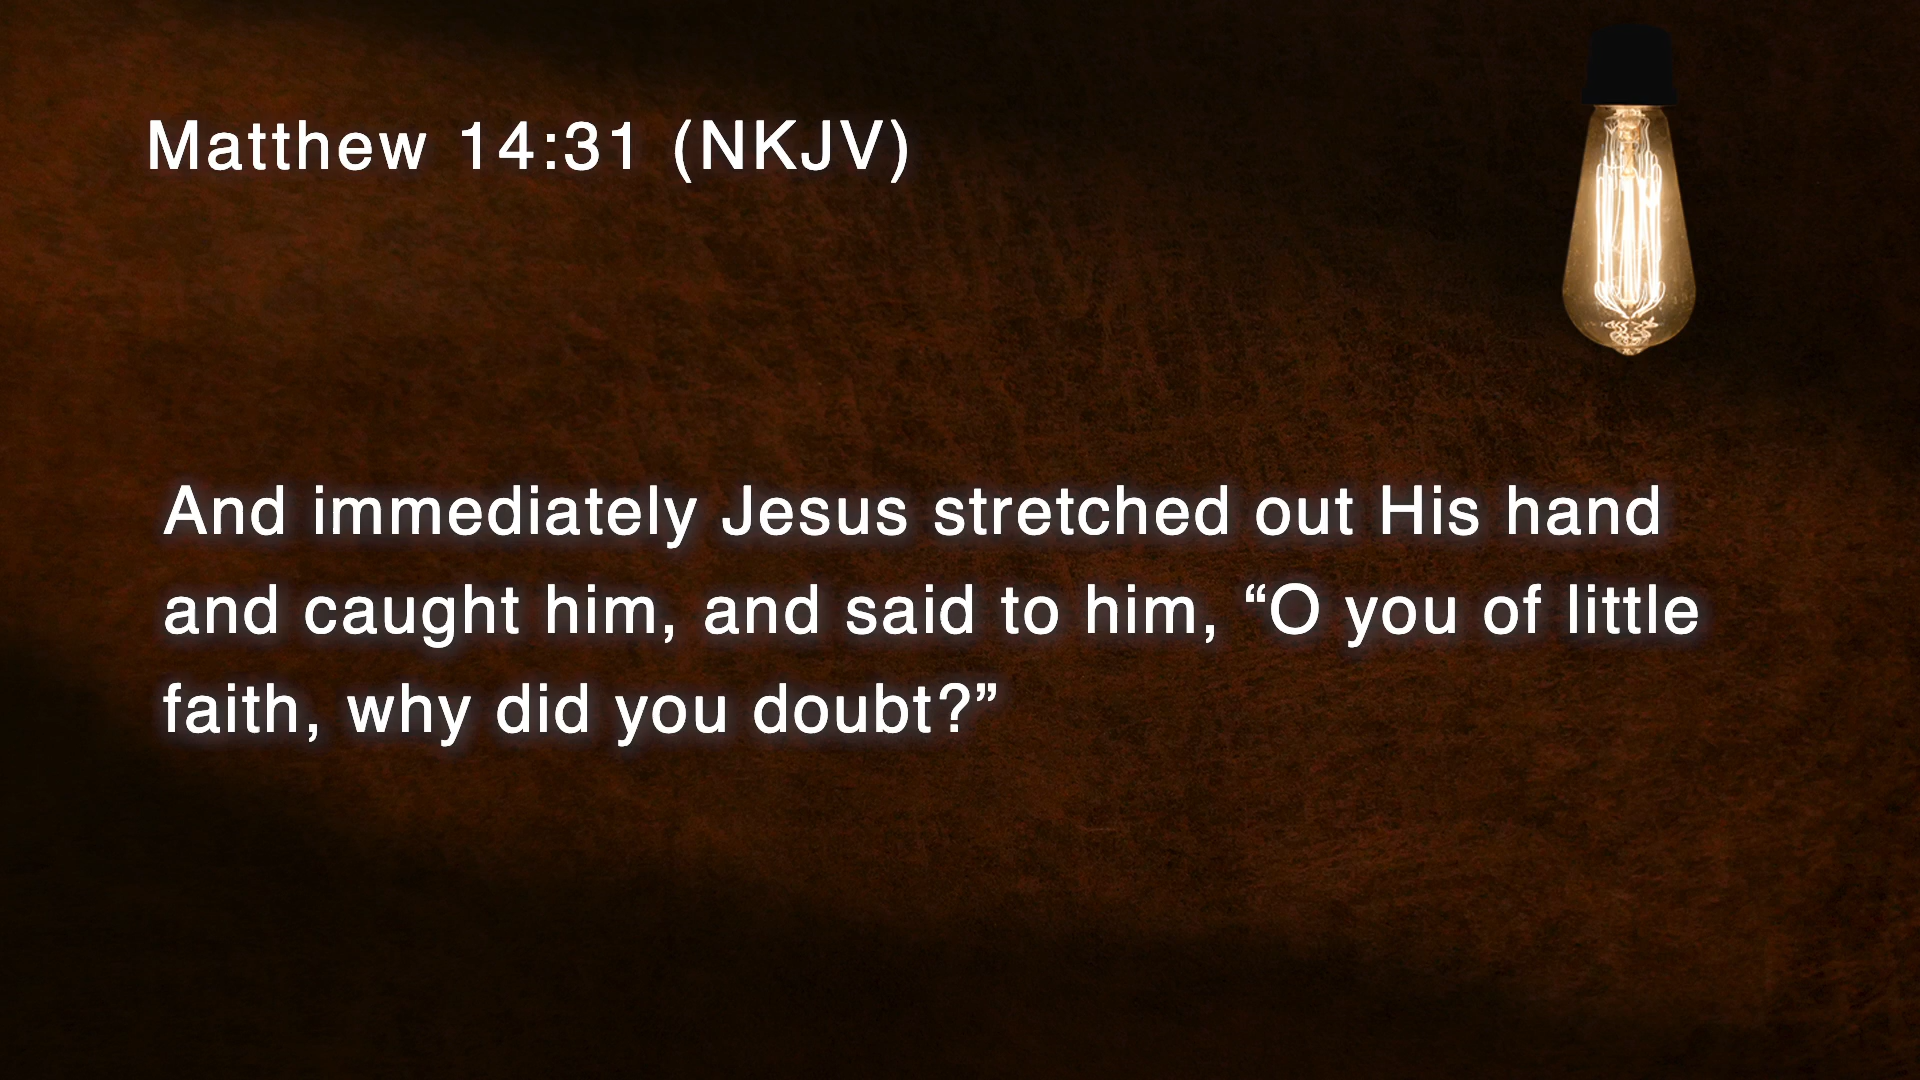 Matthew 14:31 (NKJV)
And immediately Jesus stretched out His hand
and caught him, and said to him, “O you of little
faith, why did you doubt?”